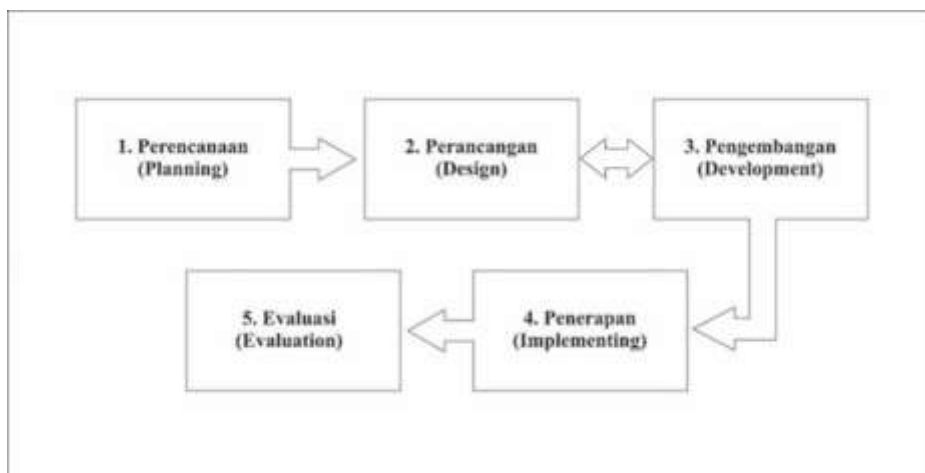 1. Perencanaan
(Planning)
2. Perancangan
(Design)
3. Pengembangan
(Development)
4. Penerapan
(Implementing)
5. Evaluasi
(Evaluation)